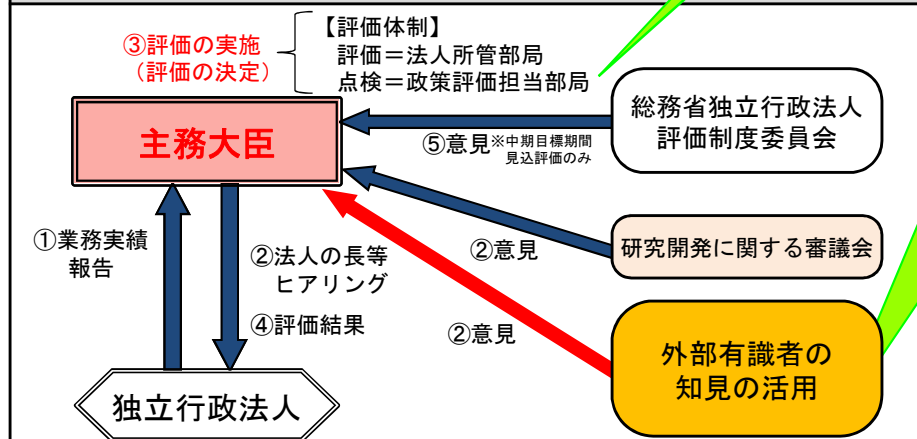 ③評価の実施
(評価の決定)
【評価体制】
評価＝法人所管部局
点検＝政策評価担当部局
主務大臣
総務省独立行政法人
評価制度委員会
⑤意見※中期目標期間
見込評価のみ
①業務実績
報告
②法人の長等
ヒアリング
④評価結果
②意見
研究開発に関する審議会
②意見
外部有識者の
知見の活用
独立行政法人